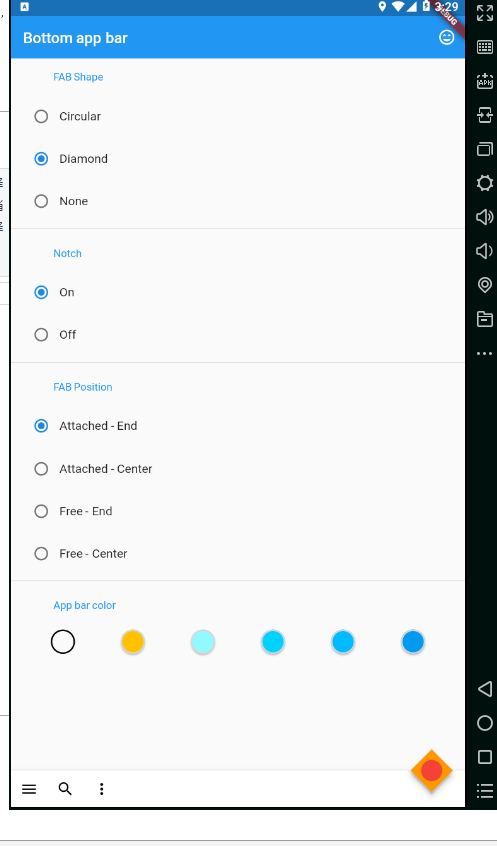 A
3:29
DEBUG
Bottom app bar
FAB Shape
Circular
Diamond
None
Notch
On
Off
FAB Position
Attached - End
Attached - Center
Free - End
Free - Center
App bar color
APK